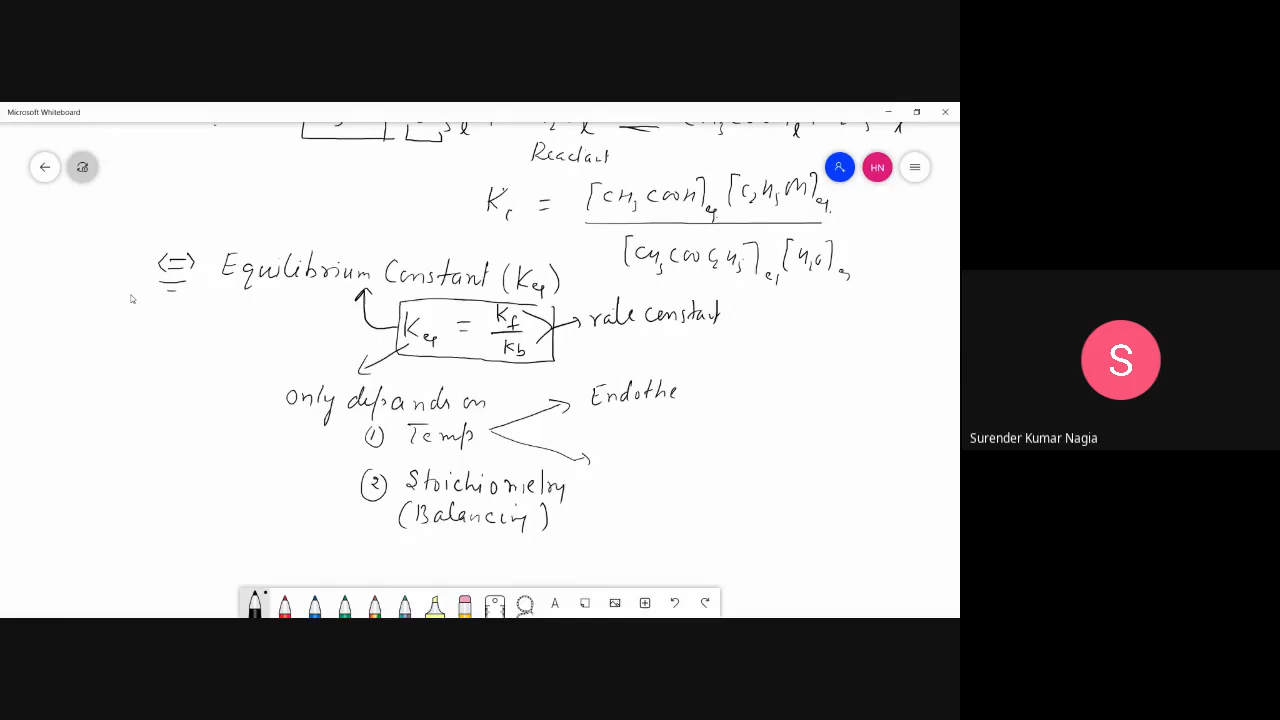 Microsoft Whiteboard
Reactant
HN
Kc = [CH3COOH]eq [C2H5OH]eq
[CH3COOC2H5]eq [H2O]eq
<=> Equilibrium Constant (Keq)
Keq = Kf / Kb → rate constant
Only depends on
Endothe
① Temp
② Stoichiometry
(Balancing)
S
Surender Kumar Nagia
A